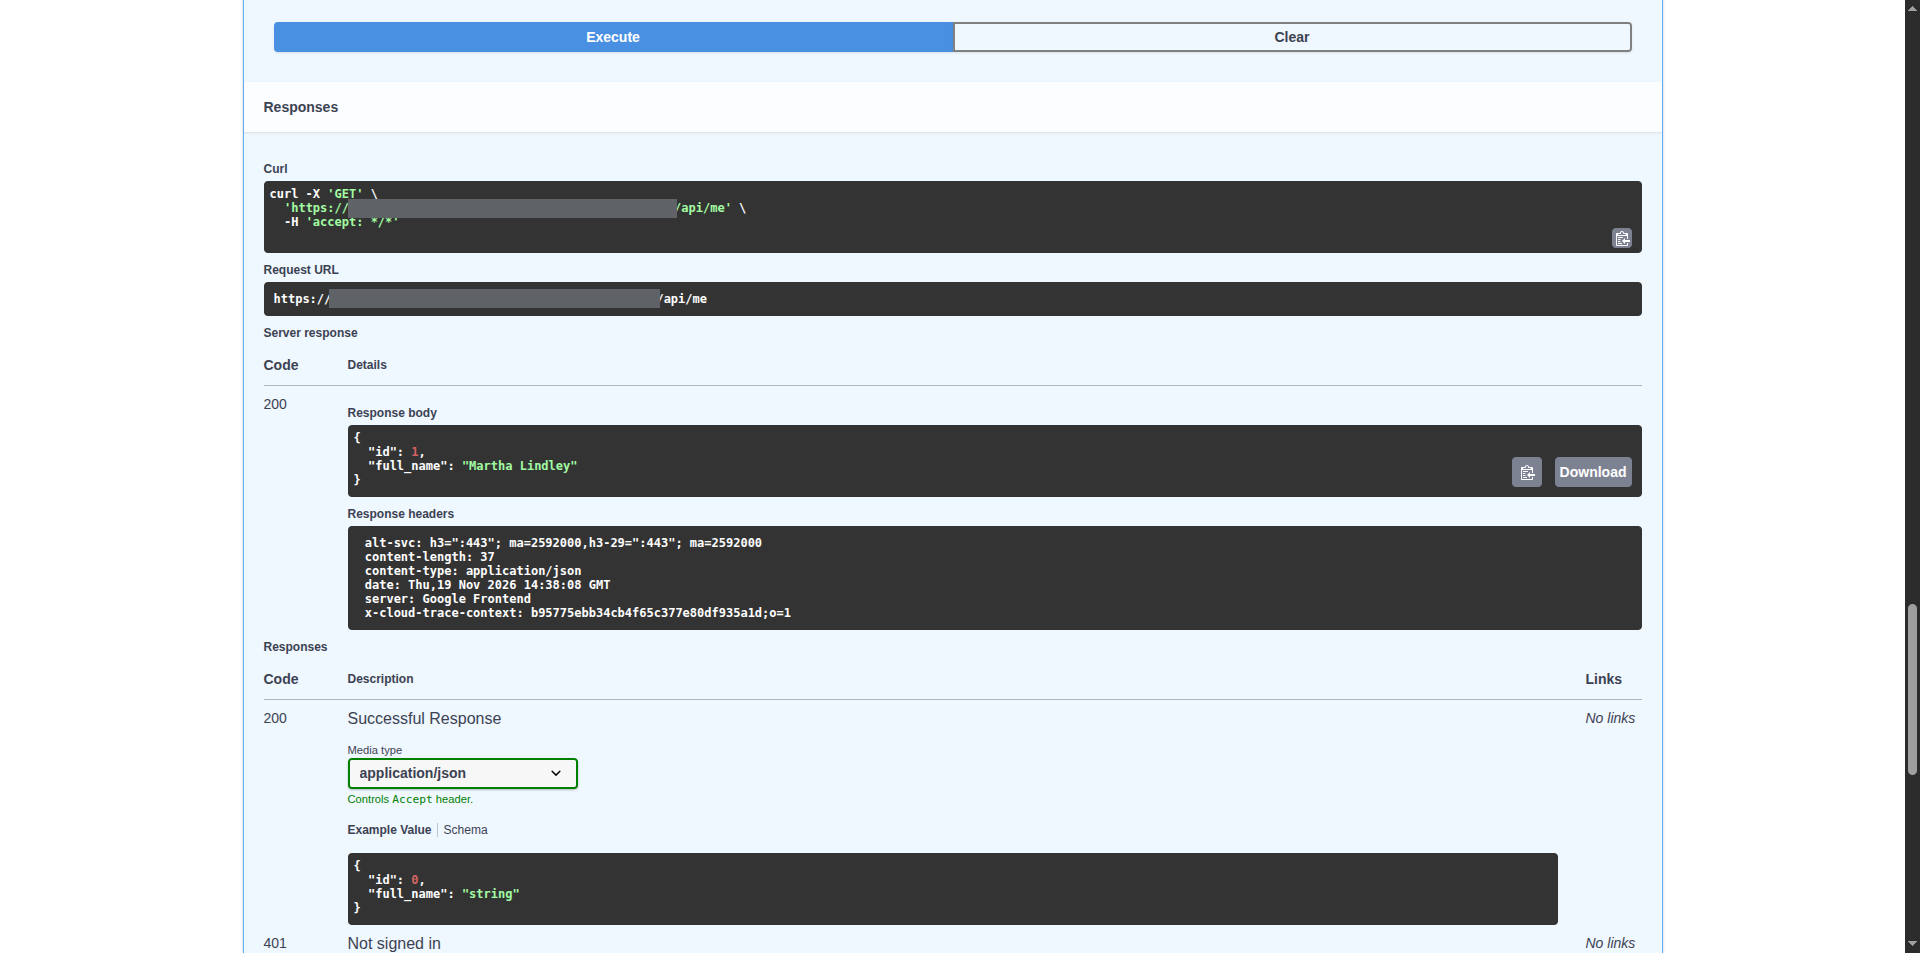 Execute
Clear
Responses
Curl
curl -X 'GET' \
'https:// /api/me' \
-H 'accept: */*'
Request URL
https:// /api/me
Server response
Code Details
200
Response body
{
"id": 1,
"full_name": "Martha Lindley"
}
Download
Response headers
alt-svc: h3=":443"; ma=2592000,h3-29=":443"; ma=2592000
content-length: 37
content-type: application/json
date: Thu,19 Nov 2026 14:38:08 GMT
server: Google Frontend
x-cloud-trace-context: b95775ebb34cb4f65c377e80df935a1d;o=1
Responses
Code Description Links
200 Successful Response No links
Media type
application/json
Controls Accept header.
Example Value Schema
{
"id": 0,
"full_name": "string"
}
401 Not signed in No links